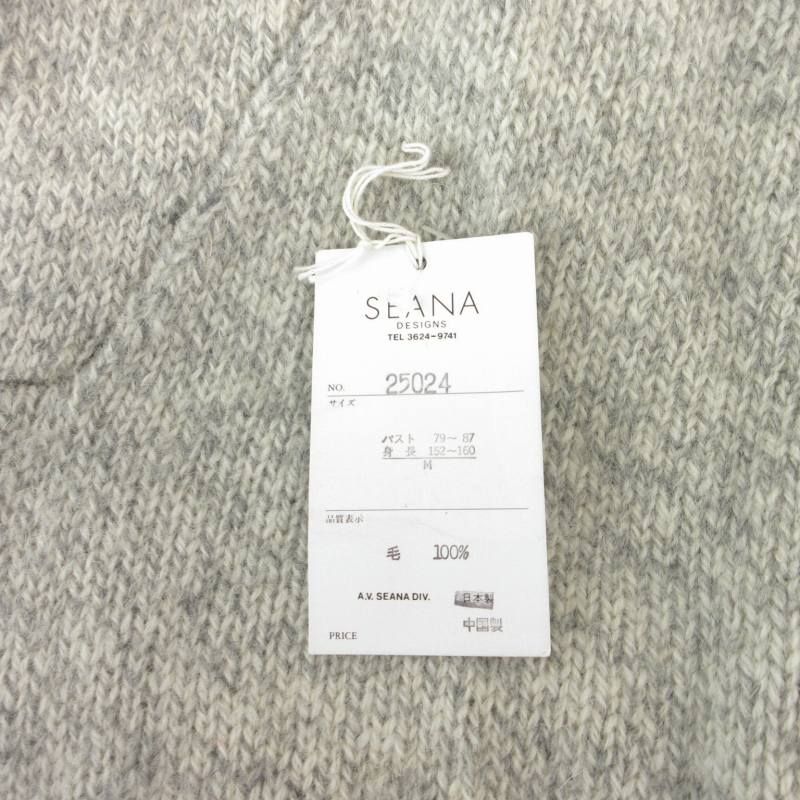 SEANA
DESIGNS
TEL 3624-9741
NO. 25024
サイズ
バスト 79～87
身長 152～160
M
品質表示
毛 100%
A.V. SEANA DIV. 日本製
中国製
PRICE